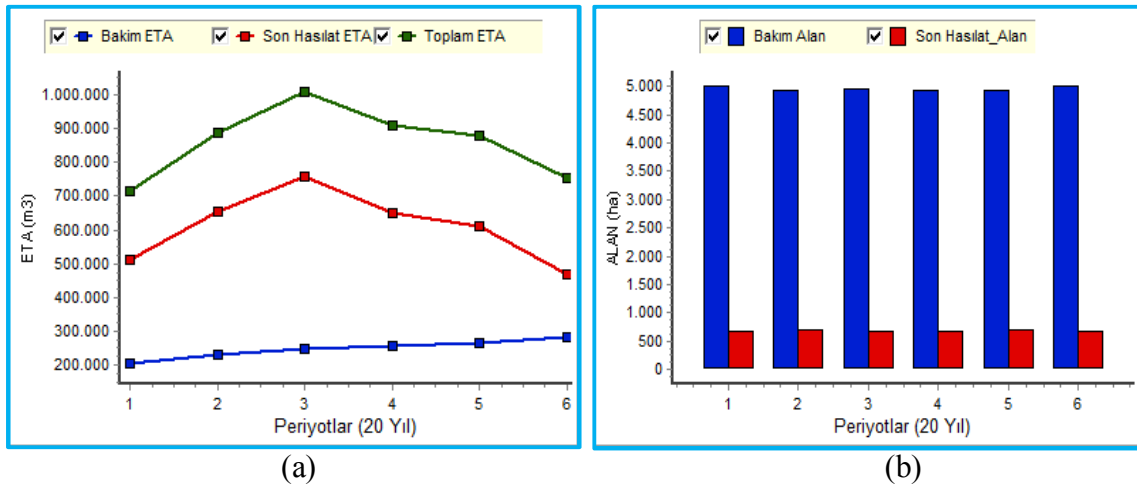 Bakim ETA
Son Hasılat ETA
Toplam ETA
1.000.000
900.000
800.000
700.000
600.000
500.000
400.000
300.000
200.000
ETA (m3)
1 2 3 4 5 6
Periyotlar (20 Yıl)
(a)
Bakım Alan
Son Hasılat_Alan
5.000
4.500
4.000
3.500
3.000
2.500
2.000
1.500
1.000
500
0
ALAN (ha)
1 2 3 4 5 6
Periyotlar (20 Yıl)
(b)